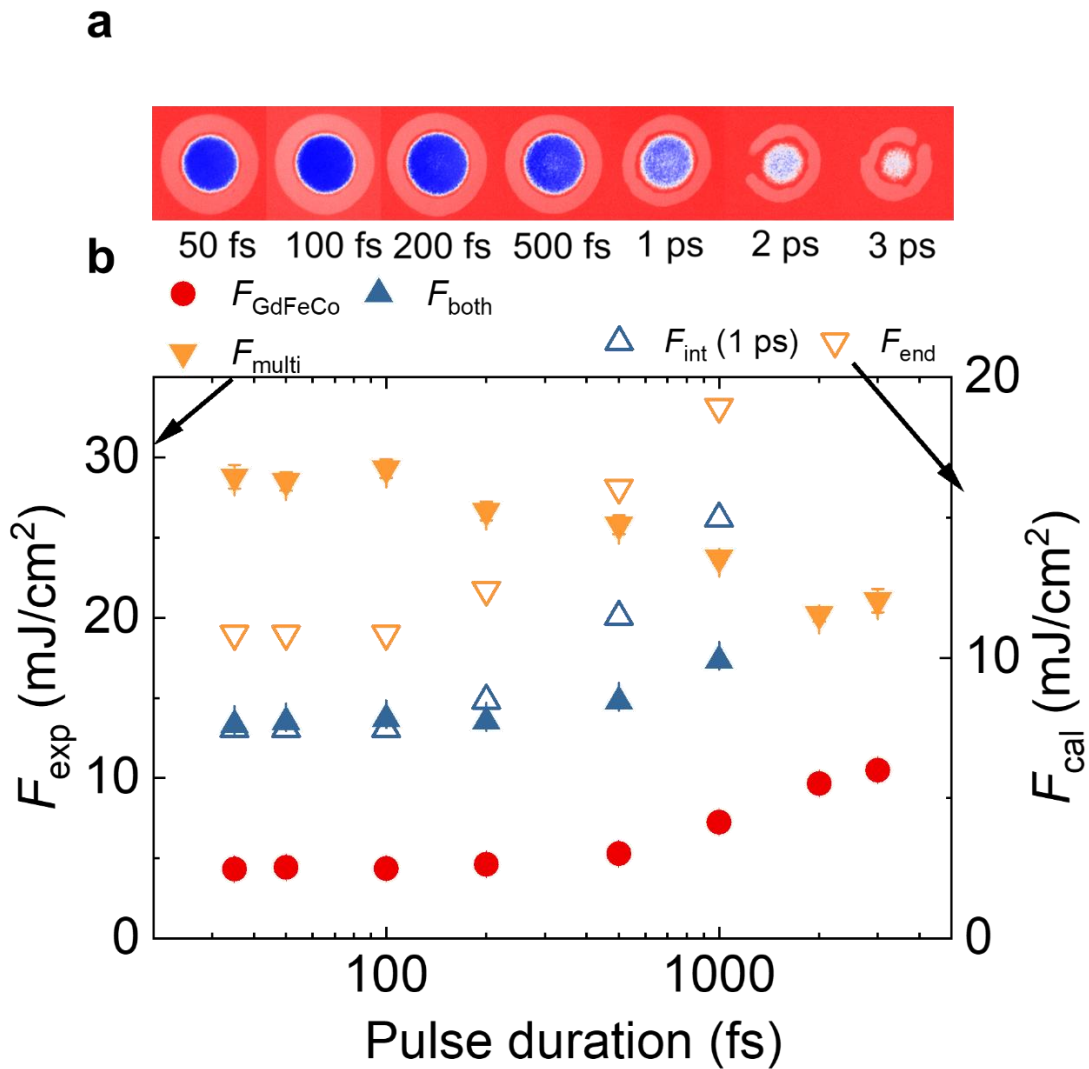 a
50 fs 100 fs 200 fs 500 fs 1 ps 2 ps 3 ps
b
F_GdFeCo F_both
F_multi F_int (1 ps) F_end
20
30
20
10
10
0
0
100 1000
F_exp (mJ/cm²)
F_cal (mJ/cm²)
Pulse duration (fs)